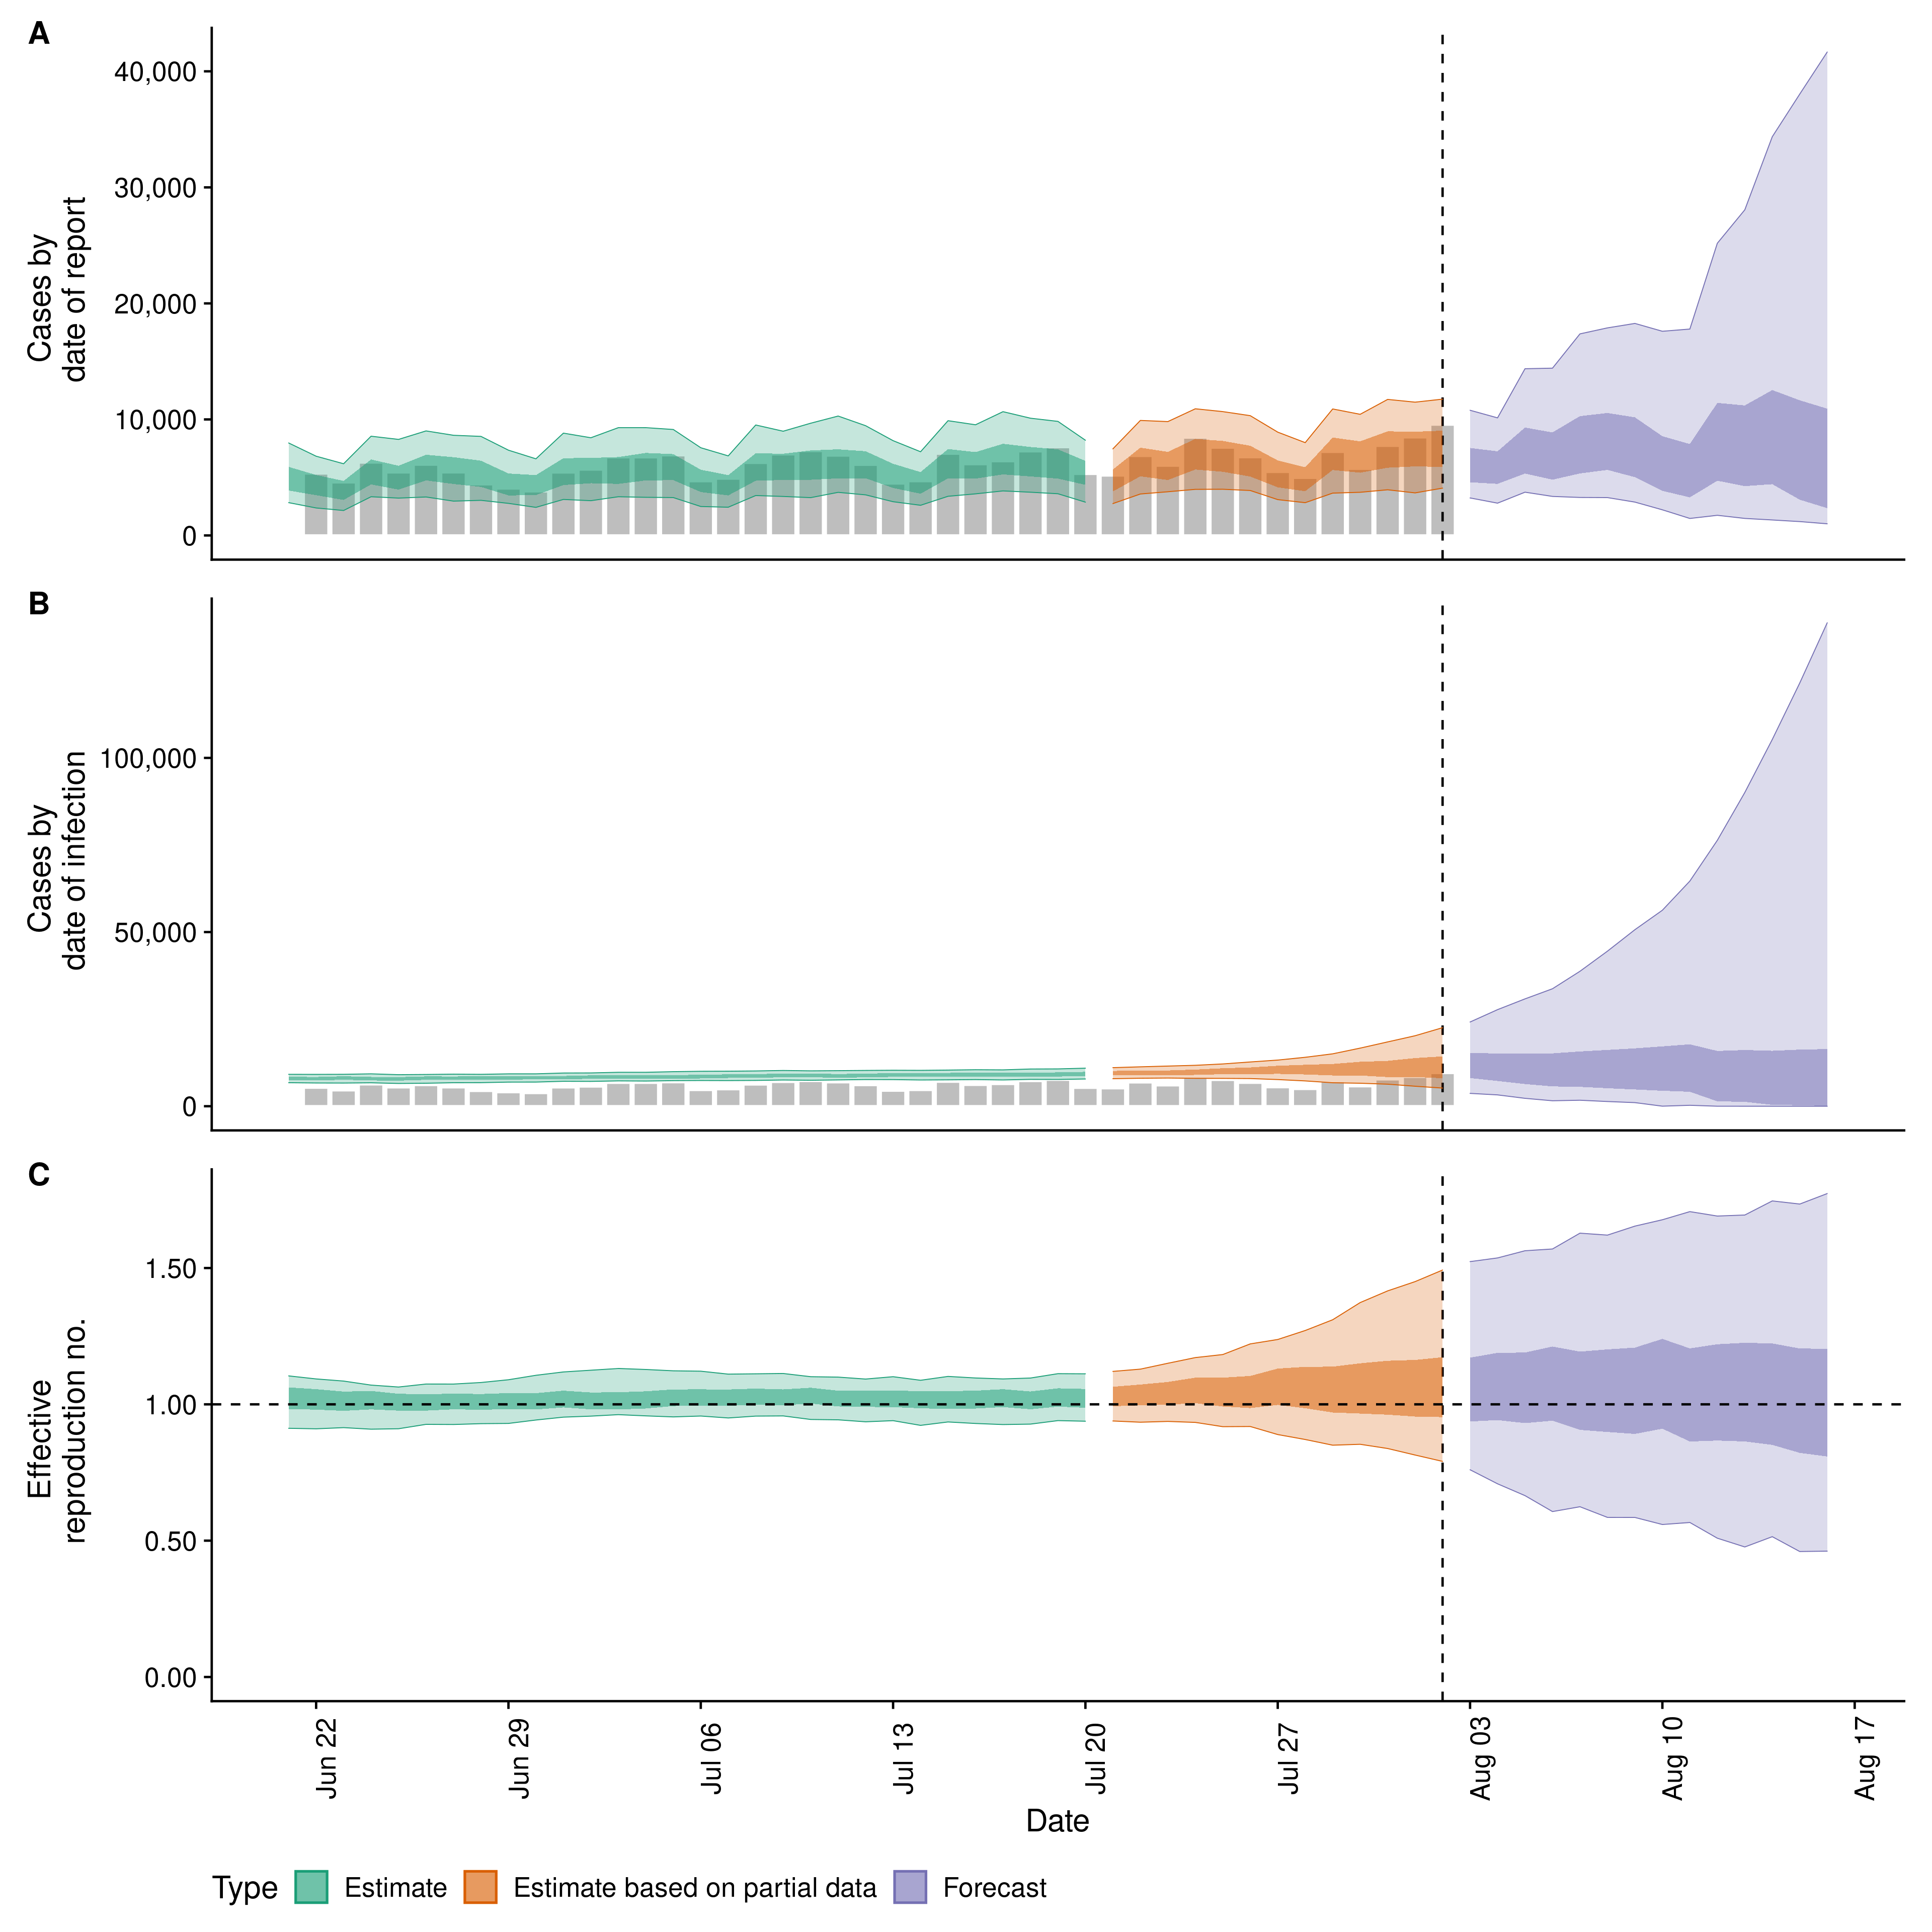 A
Cases by
date of report
40,000
30,000
20,000
10,000
0
B
Cases by
date of infection
100,000
50,000
0
C
Effective
reproduction no.
1.50
1.00
0.50
0.00
Jun 22
Jun 29
Jul 06
Jul 13
Jul 20
Jul 27
Aug 03
Aug 10
Aug 17
Date
Type Estimate Estimate based on partial data Forecast